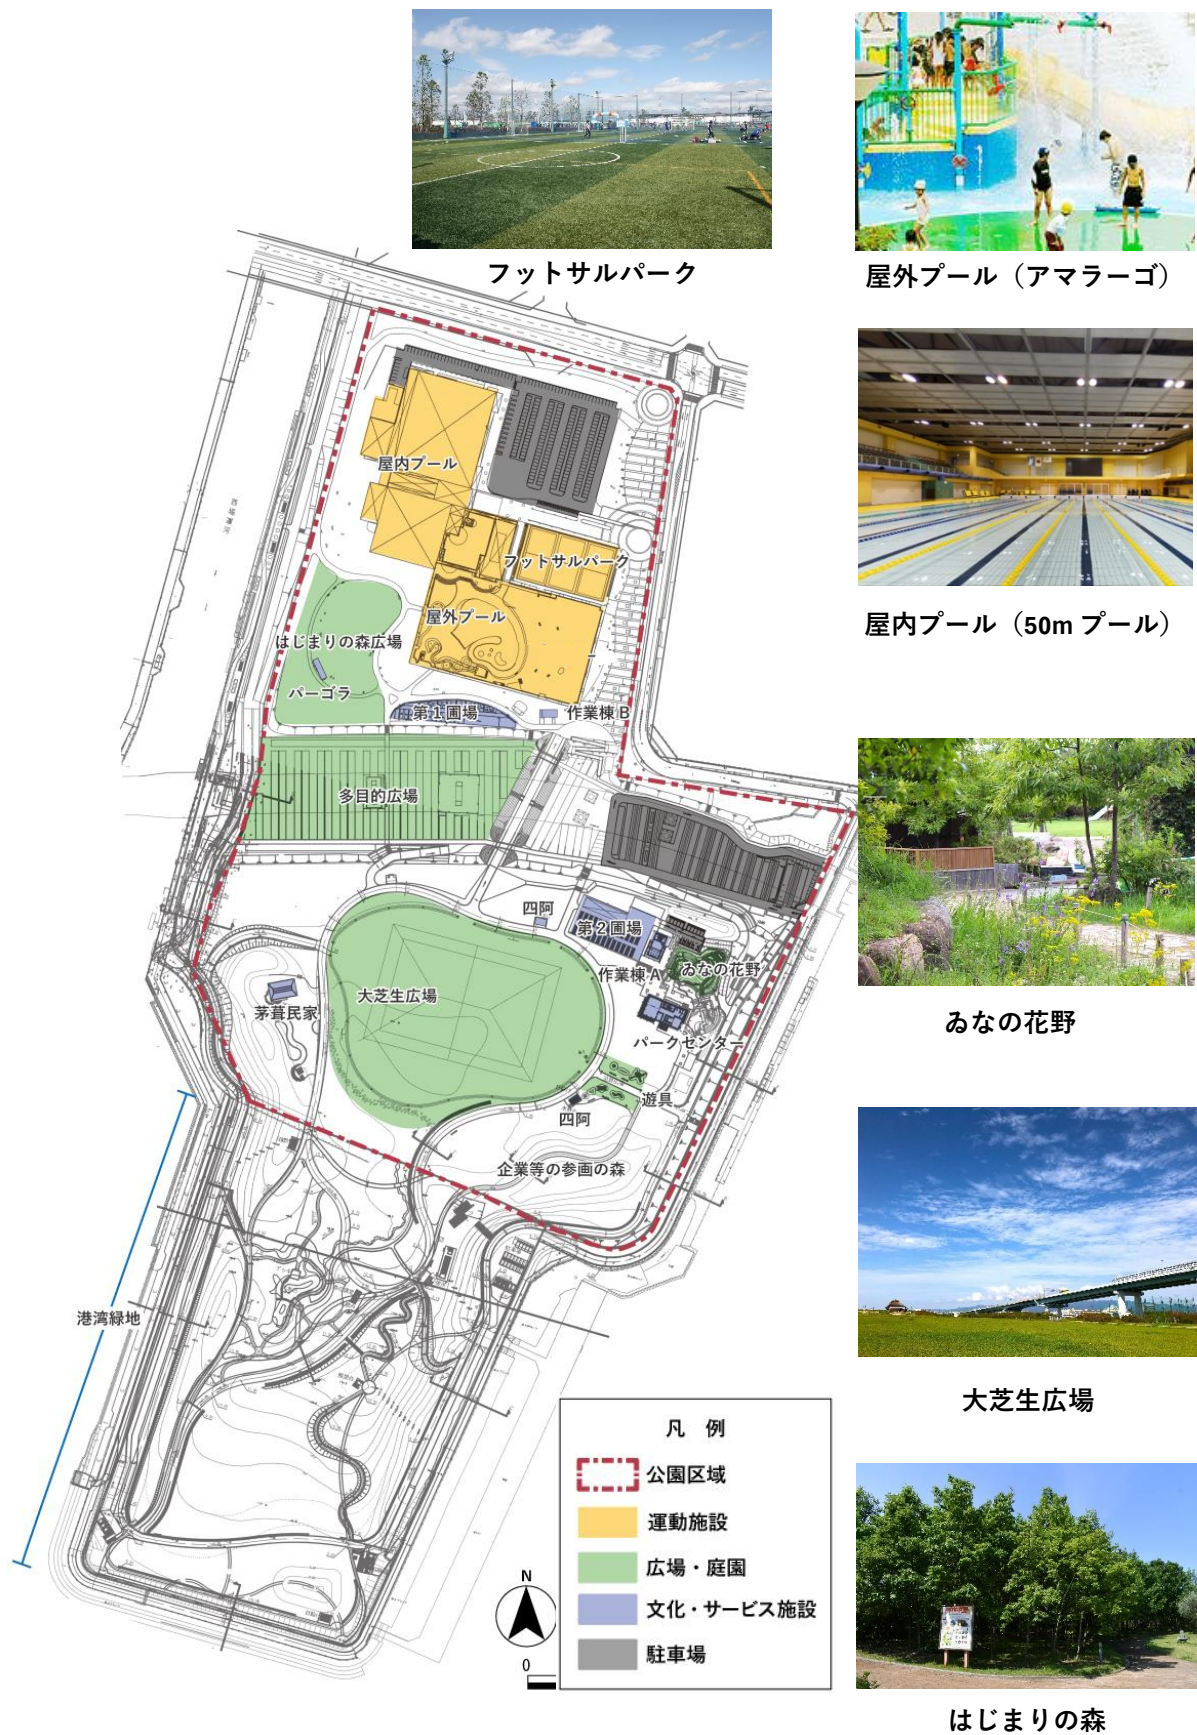 フットサルパーク
屋外プール（アマラーゴ）
屋内プール（50m プール）
屋内プール
フットサルパーク
屋外プール
はじまりの森広場
パーゴラ
第1圃場
作業棟 B
多目的広場
四阿
第2圃場
作業棟 A
ゐなの花野
大芝生広場
茅葺民家
パークセンター
遊具
四阿
企業等の参画の森
港湾緑地
ゐなの花野
大芝生広場
はじまりの森
凡 例
公園区域
運動施設
広場・庭園
文化・サービス施設
駐車場
N
0